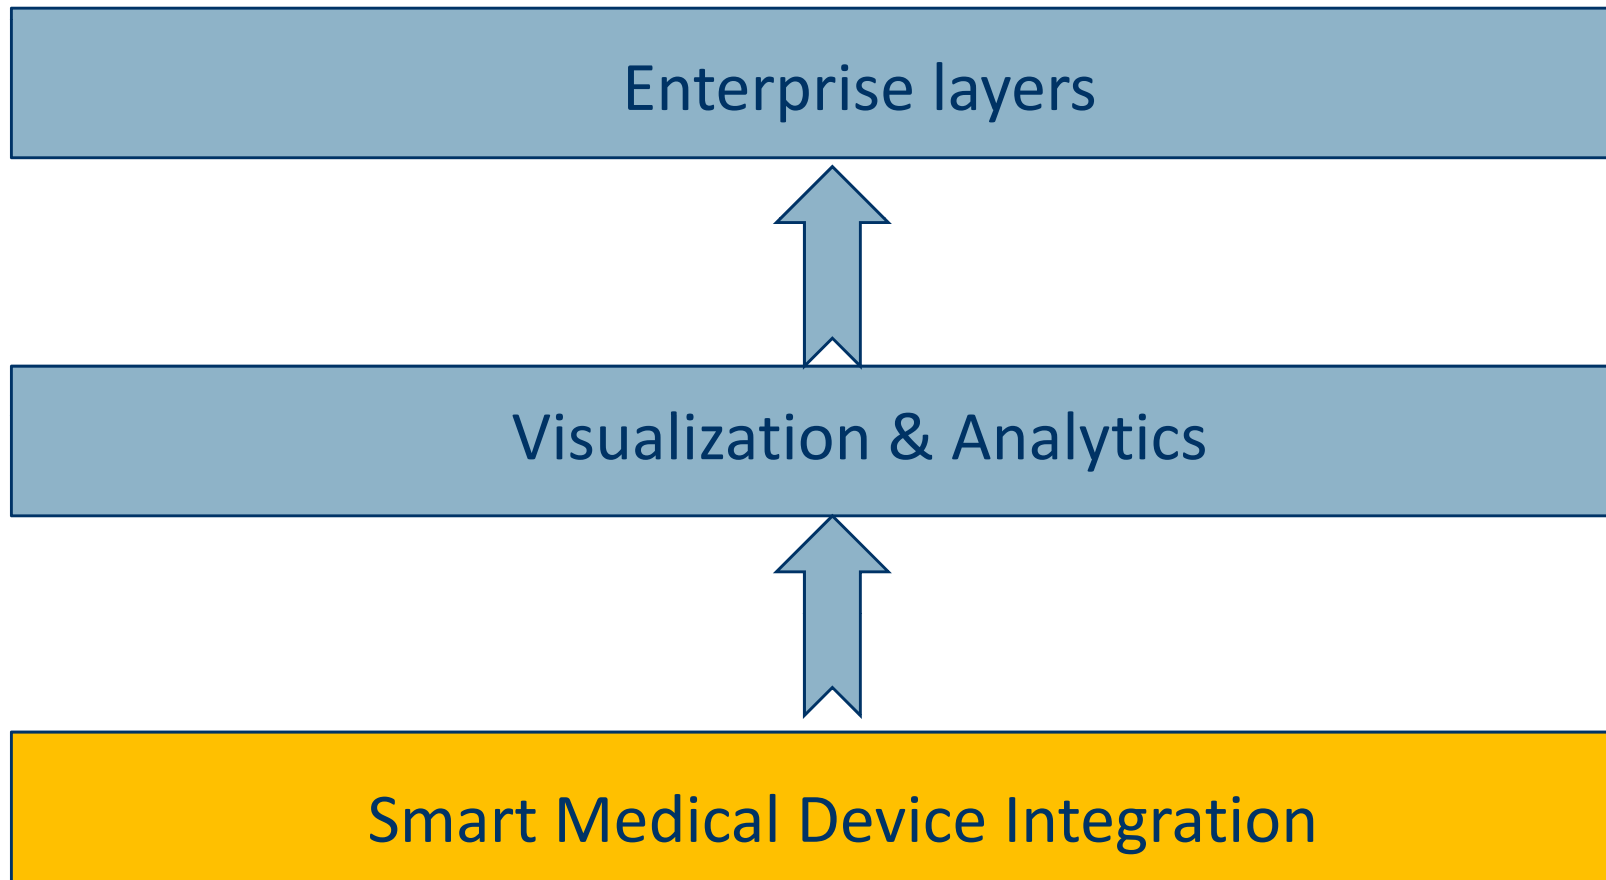 Enterprise layers
Visualization & Analytics
Smart Medical Device Integration